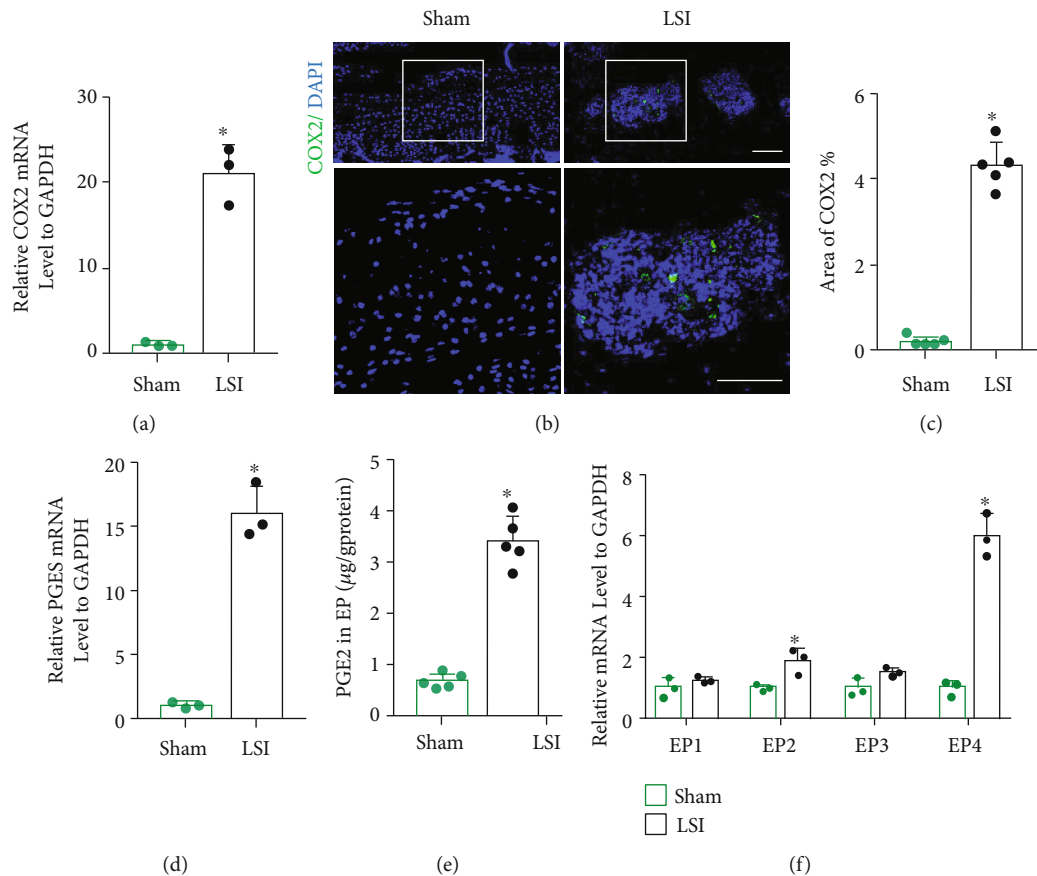 Sham
LSI
COX2/ DAPI
Relative COX2 mRNA
Level to GAPDH
30
20
10
0
*
Sham
LSI
(a)
(b)
Area of COX2 %
6
4
2
0
*
Sham
LSI
(c)
Relative PGES mRNA
Level to GAPDH
20
15
10
5
0
*
Sham
LSI
(d)
PGE2 in EP (μg/gprotein)
5
4
3
2
1
0
*
Sham
LSI
(e)
Relative mRNA Level to GAPDH
8
6
4
2
0
*
*
EP1
EP2
EP3
EP4
Sham
LSI
(f)